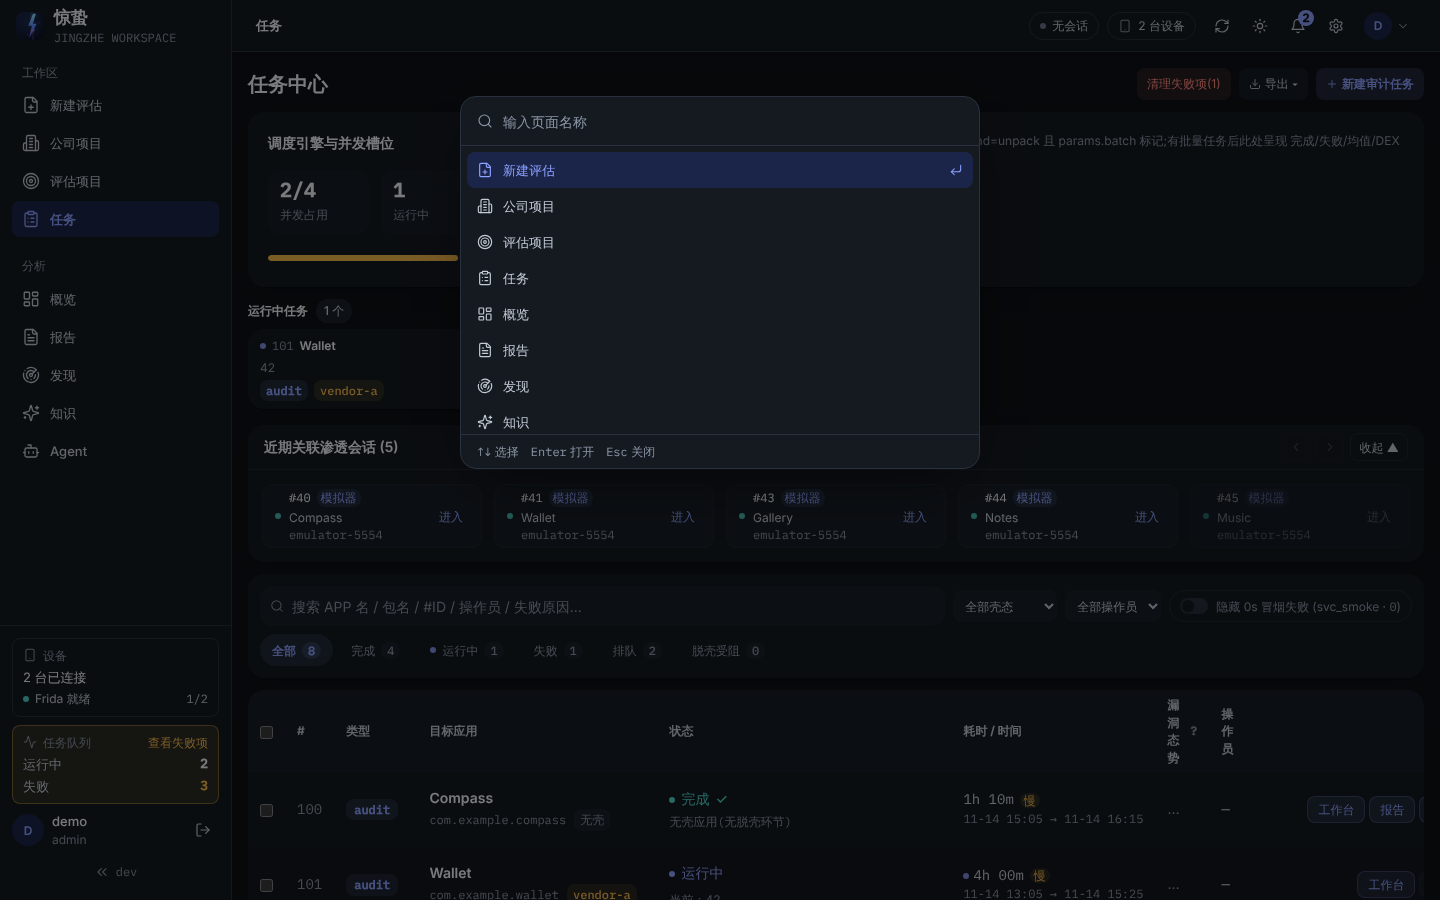 惊蛰
JINGZHE WORKSPACE
工作区
新建评估
公司项目
评估项目
任务
分析
概览
报告
发现
知识
Agent
设备
2 台已连接
Frida 就绪 1/2
任务队列 查看失败项
运行中 2
失败 3
D demo
admin
dev
任务
无会话
2 台设备
2
D
任务中心
清理失败项(1)
导出
+ 新建审计任务
调度引擎与并发槽位
2/4
并发占用
1
运行中
d=unpack 且 params.batch 标记;有批量任务后此处呈现 完成/失败/均值/DEX
输入页面名称
新建评估
公司项目
评估项目
任务
概览
报告
发现
知识
↑↓ 选择 Enter 打开 Esc 关闭
运行中任务 1 个
101 Wallet
42
audit vendor-a
近期关联渗透会话 (5)
收起 ▲
#40 模拟器
Compass 进入
emulator-5554
#41 模拟器
Wallet 进入
emulator-5554
#43 模拟器
Gallery 进入
emulator-5554
#44 模拟器
Notes 进入
emulator-5554
#45 模拟器
Music 进入
emulator-5554
搜索 APP 名 / 包名 / #ID / 操作员 / 失败原因...
全部壳态
全部操作员
隐藏 0s 冒烟失败 (svc_smoke · 0)
全部 8
完成 4
运行中 1
失败 1
排队 2
脱壳受阻 0
# 类型 目标应用 状态 耗时 / 时间 漏洞态势 ? 操作员
100 audit Compass
com.example.compass 无壳
完成 ✓
无壳应用(无脱壳环节)
1h 10m 慢
11-14 15:05 → 11-14 16:15
… — 工作台 报告
101 audit Wallet
com.example.wallet vendor-a
运行中
当前：42
4h 00m 慢
11-14 13:05 → 11-14 15:25
… — 工作台